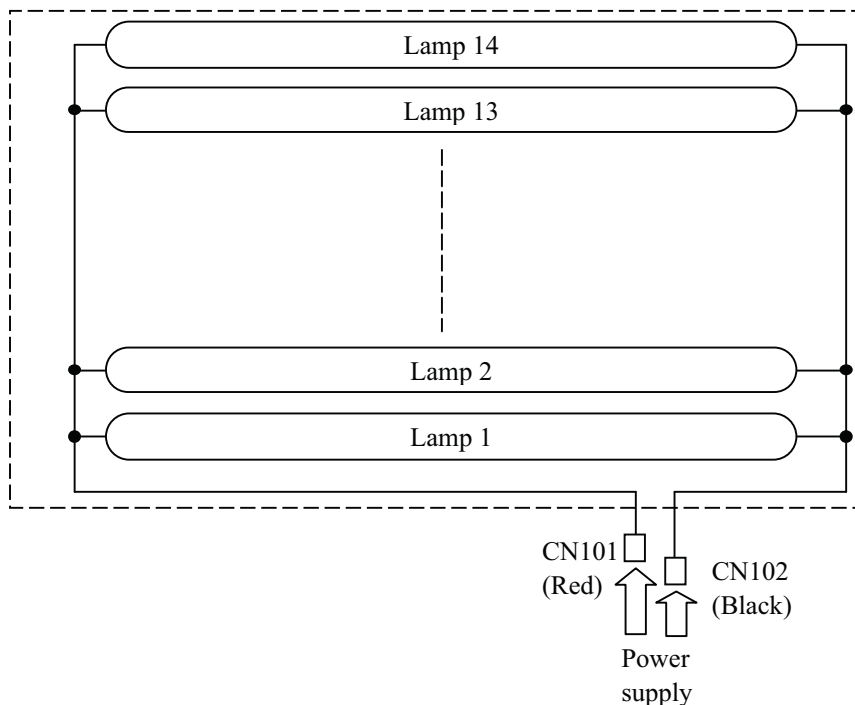 Lamp 14
Lamp 13
Lamp 2
Lamp 1
CN101
(Red)
CN102
(Black)
Power
supply